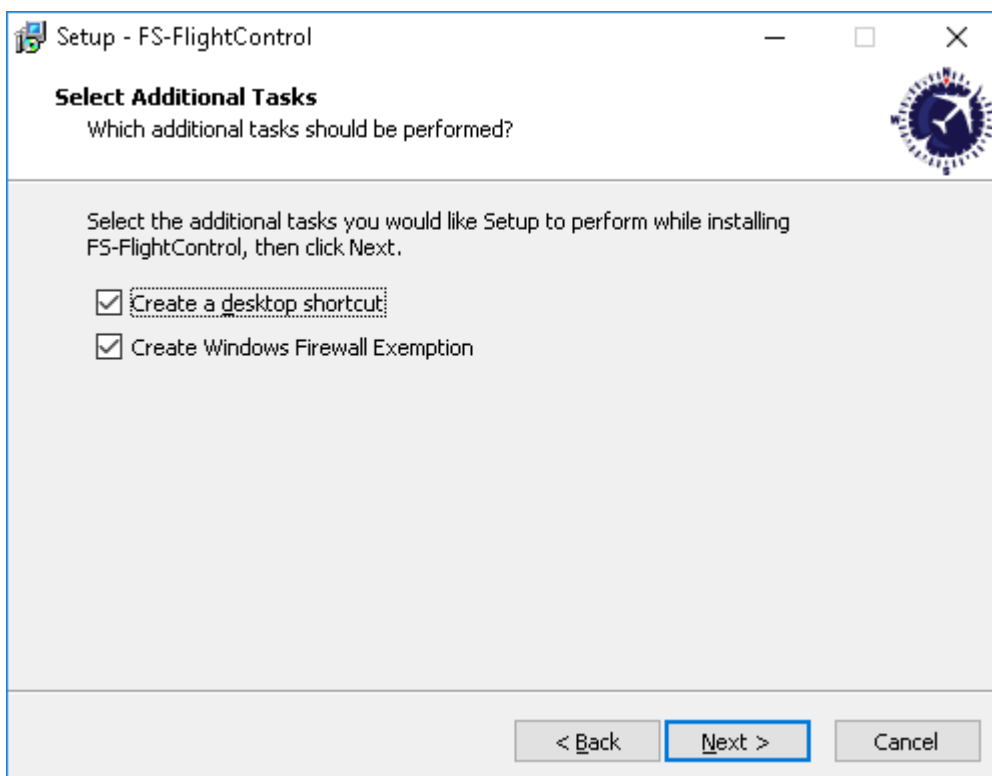 Setup - FS-FlightControl
Select Additional Tasks
Which additional tasks should be performed?
N
W
S
Select the additional tasks you would like Setup to perform while installing
FS-FlightControl, then click Next.
Create a desktop shortcut
Create Windows Firewall Exemption
< Back
Next >
Cancel